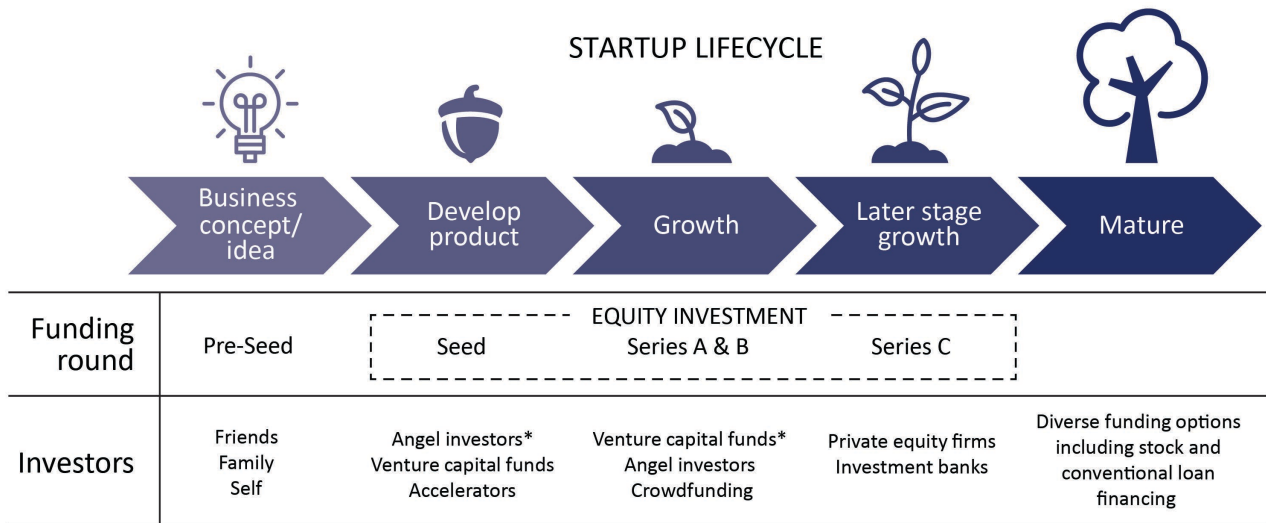 STARTUP LIFECYCLE
Business
concept/
idea
Develop
product
Growth
Later stage
growth
Mature
Funding
round
Pre-Seed
EQUITY INVESTMENT
Seed
Series A & B
Series C
Investors
Friends
Family
Self
Angel investors*
Venture capital funds
Accelerators
Venture capital funds*
Angel investors
Crowdfunding
Private equity firms
Investment banks
Diverse funding options
including stock and
conventional loan
financing